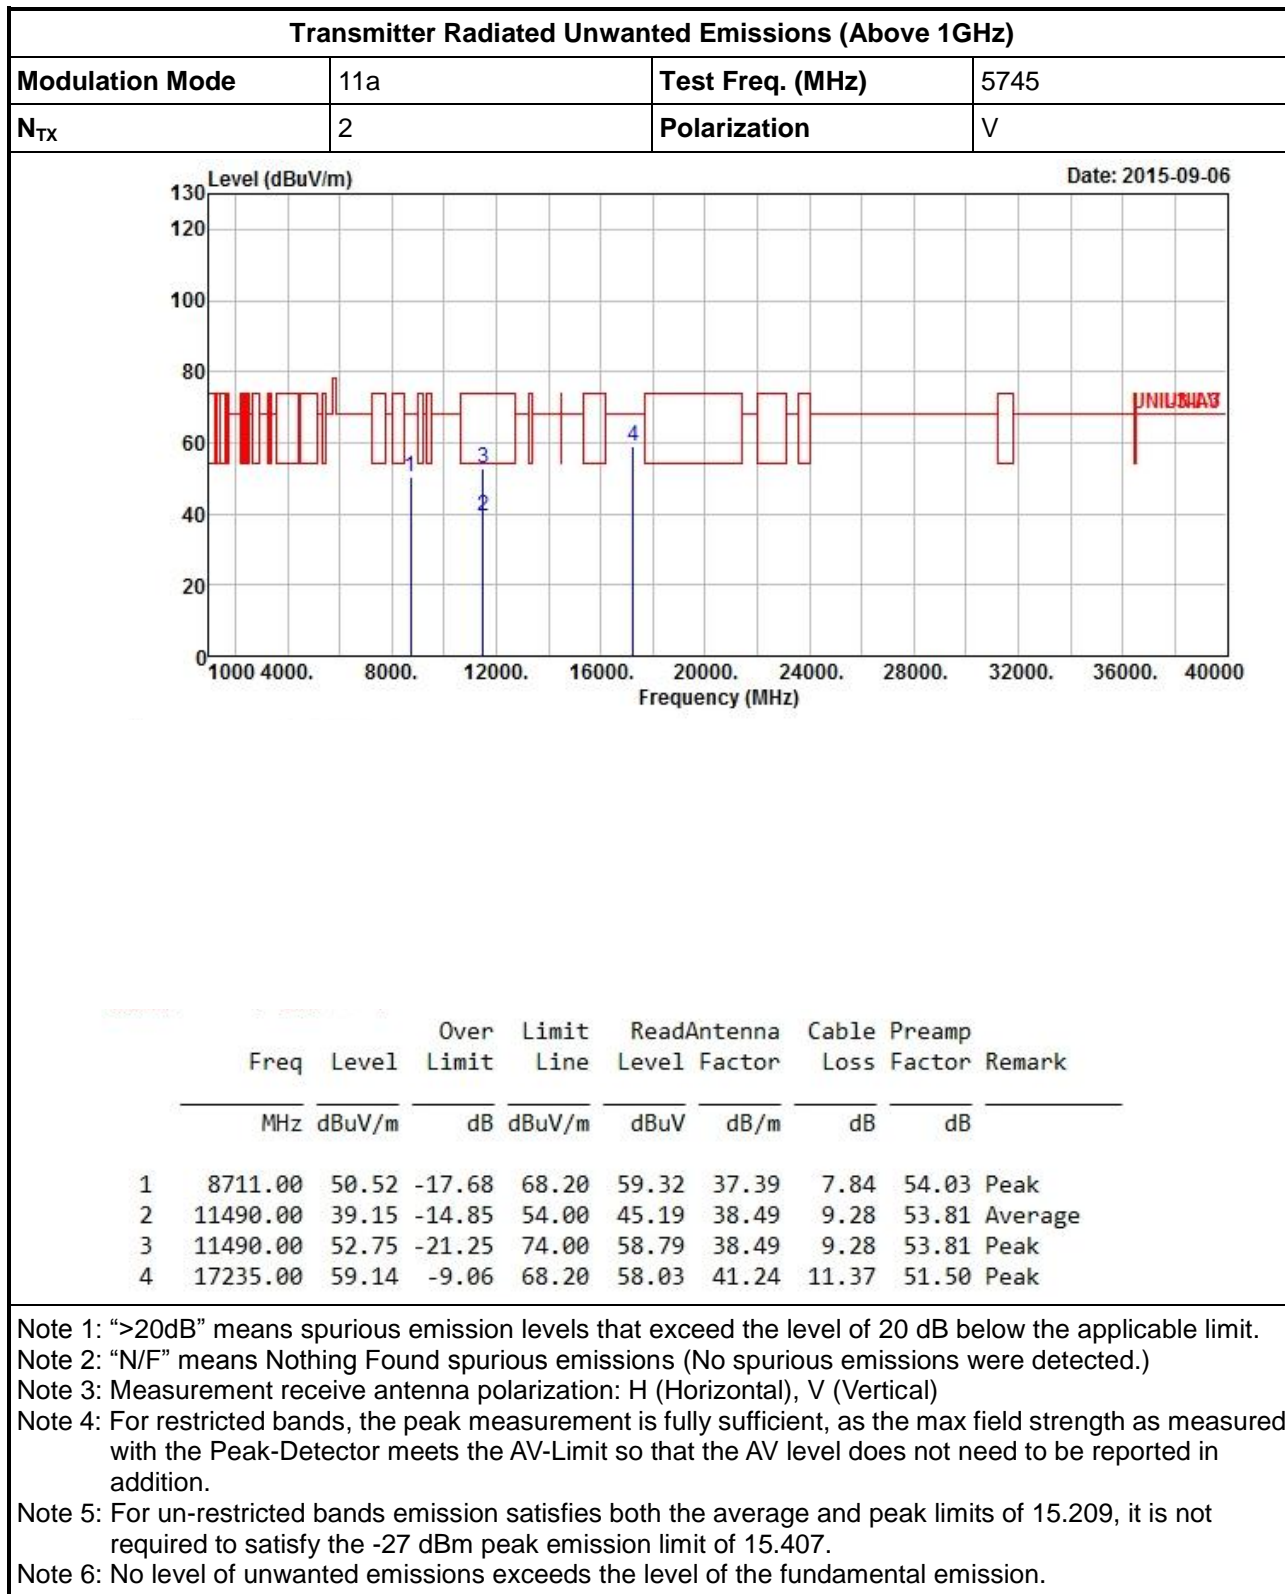 Transmitter Radiated Unwanted Emissions (Above 1GHz)
Modulation Mode 11a Test Freq. (MHz) 5745
NTX 2 Polarization V
Level (dBuV/m) Date: 2015-09-06
130
120
100
80
60
40
20
0
1 2 3 4
1000 4000. 8000. 12000. 16000. 20000. 24000. 28000. 32000. 36000. 40000
Frequency (MHz)
Over Limit ReadAntenna Cable Preamp
Freq Level Limit Line Level Factor Loss Factor Remark
MHz dBuV/m dB dBuV/m dBuV dB/m dB dB
1 8711.00 50.52 -17.68 68.20 59.32 37.39 7.84 54.03 Peak
2 11490.00 39.15 -14.85 54.00 45.19 38.49 9.28 53.81 Average
3 11490.00 52.75 -21.25 74.00 58.79 38.49 9.28 53.81 Peak
4 17235.00 59.14 -9.06 68.20 58.03 41.24 11.37 51.50 Peak
Note 1: “>20dB” means spurious emission levels that exceed the level of 20 dB below the applicable limit.
Note 2: “N/F” means Nothing Found spurious emissions (No spurious emissions were detected.)
Note 3: Measurement receive antenna polarization: H (Horizontal), V (Vertical)
Note 4: For restricted bands, the peak measurement is fully sufficient, as the max field strength as measured
with the Peak-Detector meets the AV-Limit so that the AV level does not need to be reported in
addition.
Note 5: For un-restricted bands emission satisfies both the average and peak limits of 15.209, it is not
required to satisfy the -27 dBm peak emission limit of 15.407.
Note 6: No level of unwanted emissions exceeds the level of the fundamental emission.